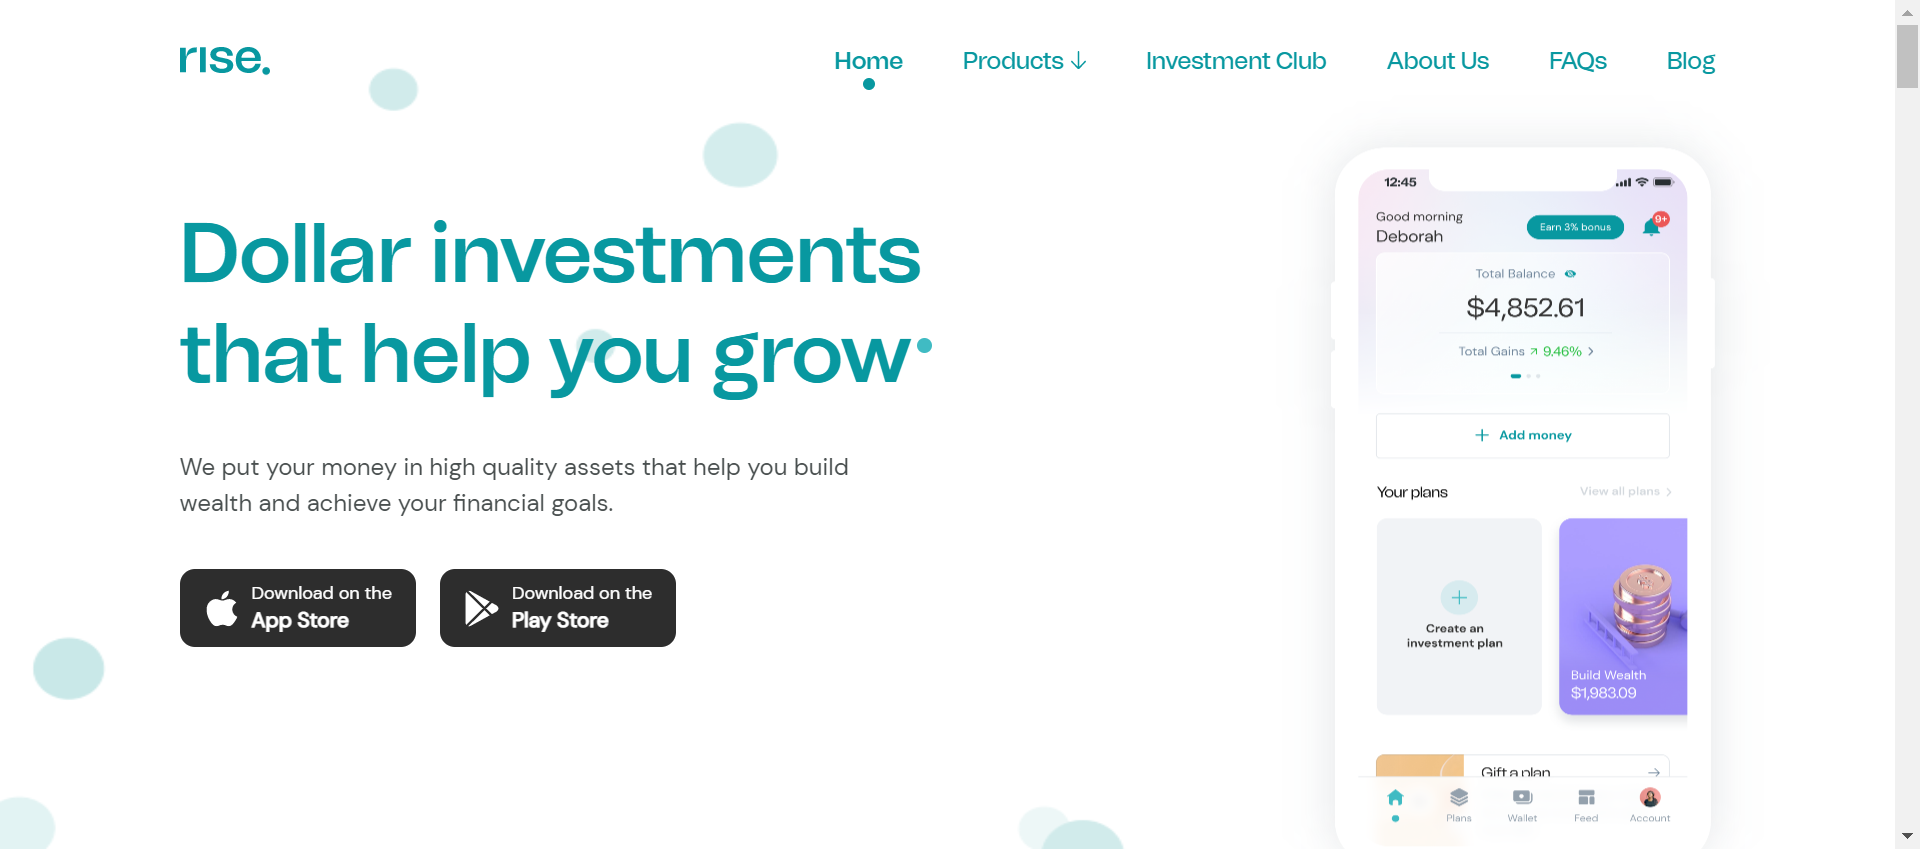 rise.
Home
Products ↓
Investment Club
About Us
FAQs
Blog
Dollar investments
that help you grow
We put your money in high quality assets that help you build
wealth and achieve your financial goals.
Download on the
App Store
Download on the
Play Store
12:45
Good morning
Deborah
Earn 3% bonus
9+
Total Balance
$4,852.61
Total Gains 9.46%
+ Add money
Your plans
View all plans
Create an
investment plan
Build Wealth
$1,983.09
Gift a plan
Plans
Wallet
Feed
Account